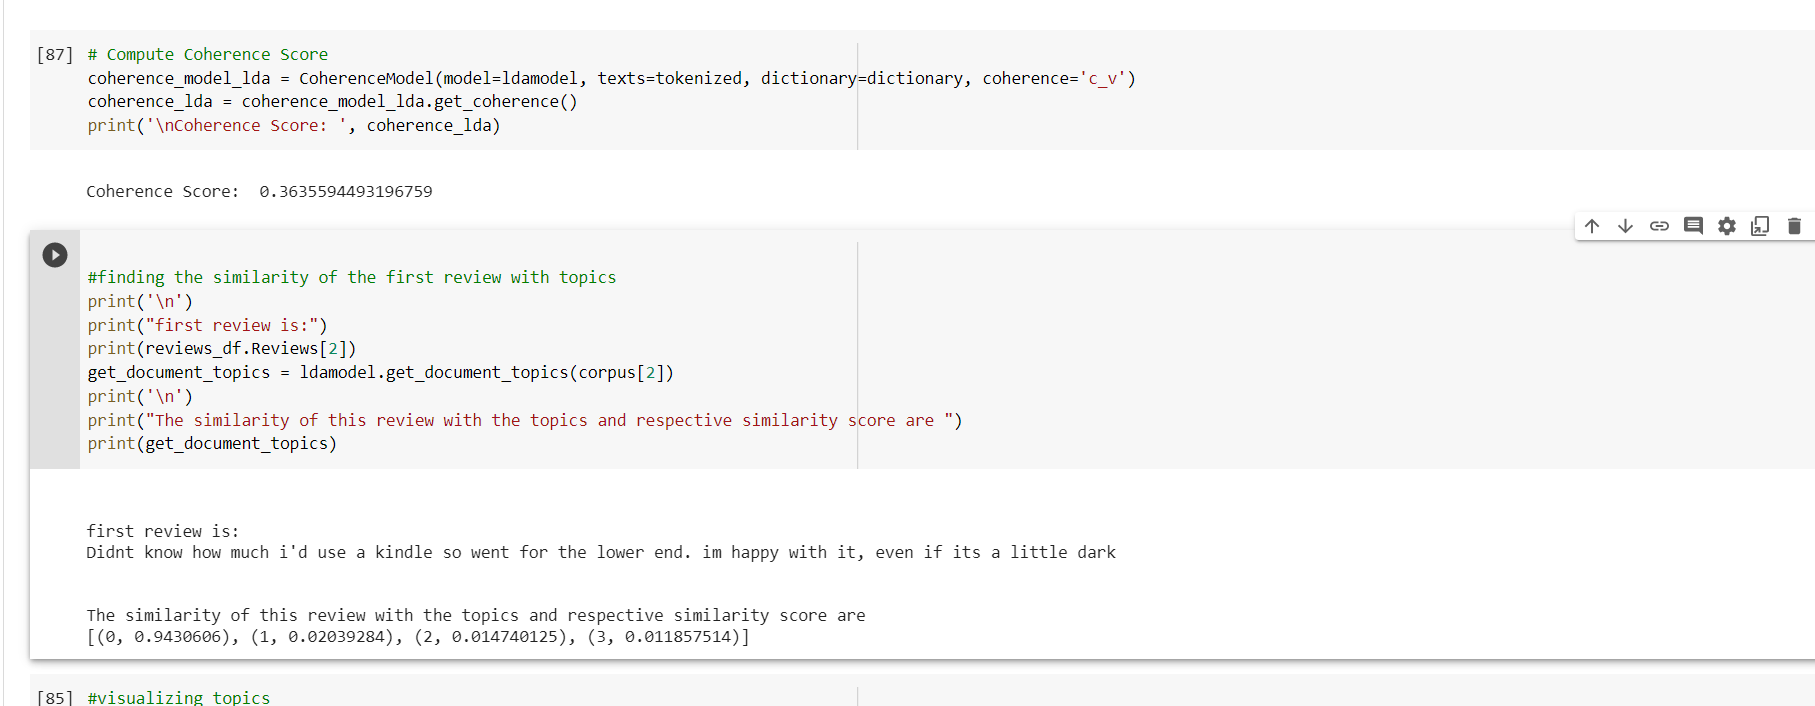 [87] # Compute Coherence Score
coherence_model_lda = CoherenceModel(model=ldamodel, texts=tokenized, dictionary=dictionary, coherence='c_v')
coherence_lda = coherence_model_lda.get_coherence()
print('\nCoherence Score: ', coherence_lda)
Coherence Score:  0.3635594493196759
#finding the similarity of the first review with topics
print('\n')
print("first review is:")
print(reviews_df.Reviews[2])
get_document_topics = ldamodel.get_document_topics(corpus[2])
print('\n')
print("The similarity of this review with the topics and respective similarity score are ")
print(get_document_topics)
first review is:
Didnt know how much i'd use a kindle so went for the lower end. im happy with it, even if its a little dark
The similarity of this review with the topics and respective similarity score are
[(0, 0.9430606), (1, 0.02039284), (2, 0.014740125), (3, 0.011857514)]
[85] #visualizing topics